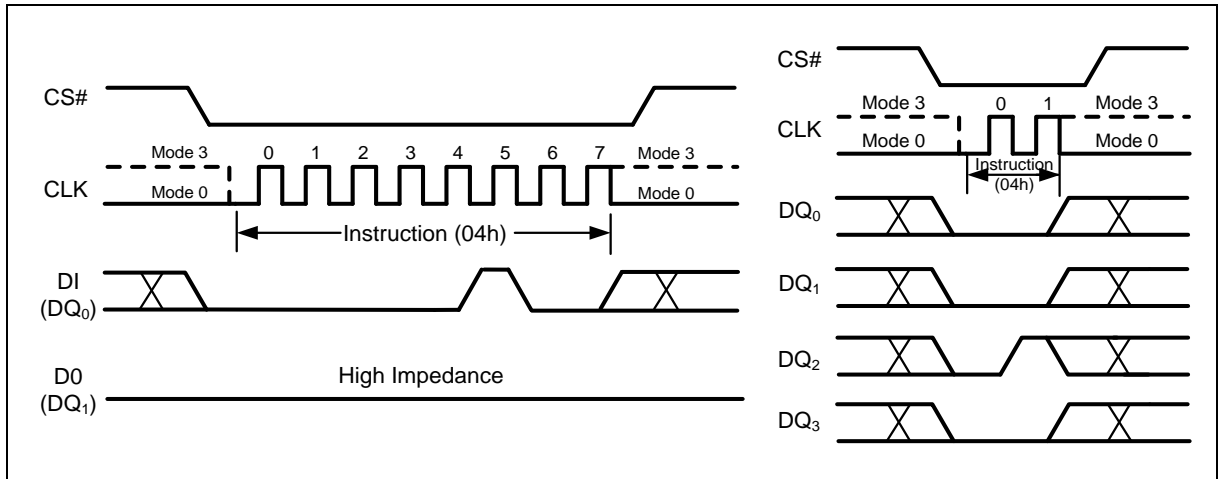 CS#
Mode 3 0 1 2 3 4 5 6 7 Mode 3
CLK
Mode 0 Mode 0
Instruction (04h)
DI
(DQ0)
D0
(DQ1)
High Impedance
CS#
Mode 3 0 1 Mode 3
CLK
Mode 0 Mode 0
Instruction
(04h)
DQ0
DQ1
DQ2
DQ3